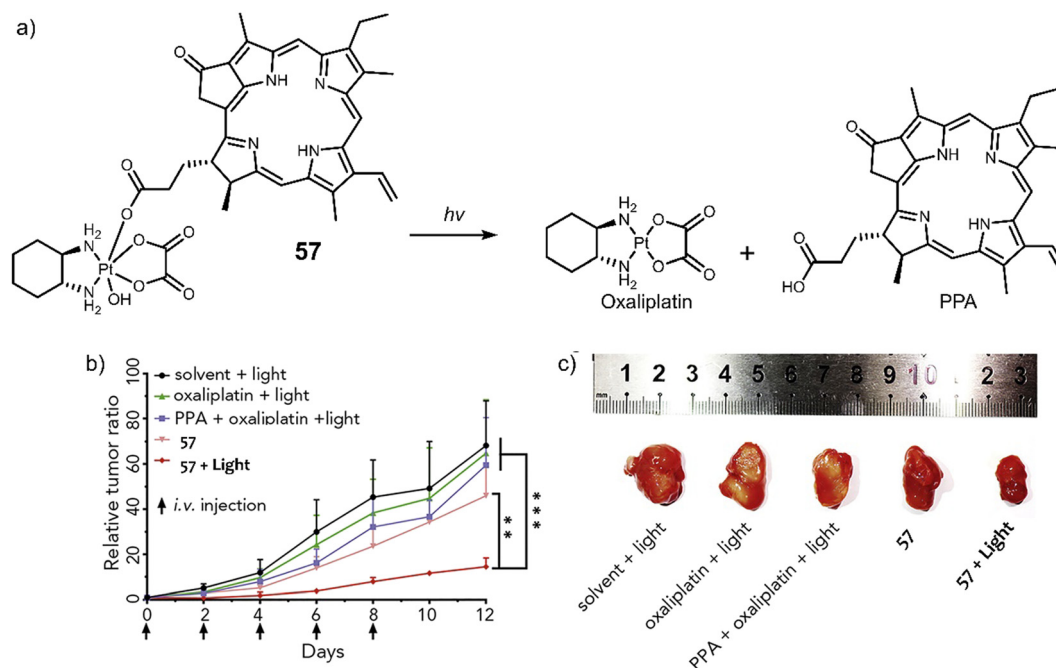 a)
O
NH
N
N
HN
O
O
NH2
Pt
N
H2
OH
O
O
O
O
57
hν
H2
N
Pt
N
H2
O
O
O
O
Oxaliplatin
+
O
NH
N
N
HN
O
HO
PPA
b)
Relative tumor ratio
100
80
60
40
20
0
solvent + light
oxaliplatin + light
PPA + oxaliplatin +light
57
57 + Light
i.v. injection
**
***
0 2 4 6 8 10 12
Days
c)
mm
1 2 3 4 5 6 7 8 9 10 2 3
solvent + light
oxaliplatin + light
PPA + oxaliplatin + light
57
57 + Light